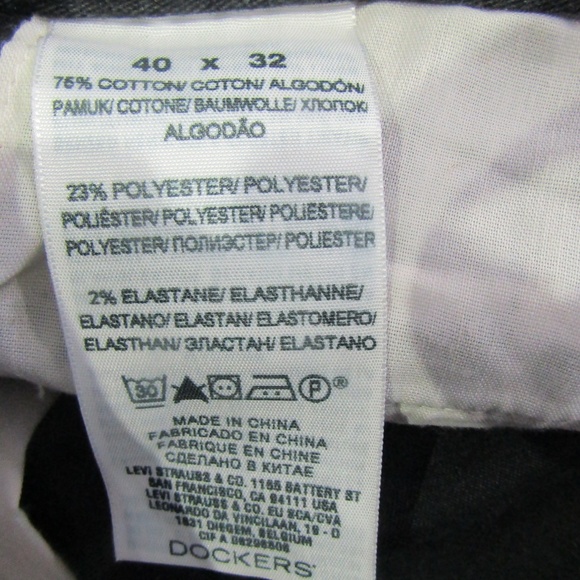 40 x 32
75% COTTON/ COTON/ ALGODÓN/
PAMUK/ COTONE/ BAUMWOLLE/ ХЛОПОК/
ALGODÃO
23% POLYESTER/ POLYESTER/
POLIÉSTER/ POLYESTER/ POLIESTERE/
POLYESTER/ ПОЛИЭСТЕР/ POLIESTER
2% ELASTANE/ ELASTHANNE/
ELASTANO/ ELASTAN/ ELASTOMERO/
ELASTHAN/ ЭЛАСТАН/ ELASTANO
30 P ®
MADE IN CHINA
FABRICADO EN CHINA
FABRIQUE EN CHINE
СДЕЛАНО В КИТАЕ
LEVI STRAUSS & CO. 1155 BATTERY ST
SAN FRANCISCO, CA 94111 USA
LEVI STRAUSS & CO EU SCA/CVA
LEONARDO DA VINCILAAN, 19 - D
1831 DIEGEM, BELGIUM
CIF A 08298506
DOCKERS